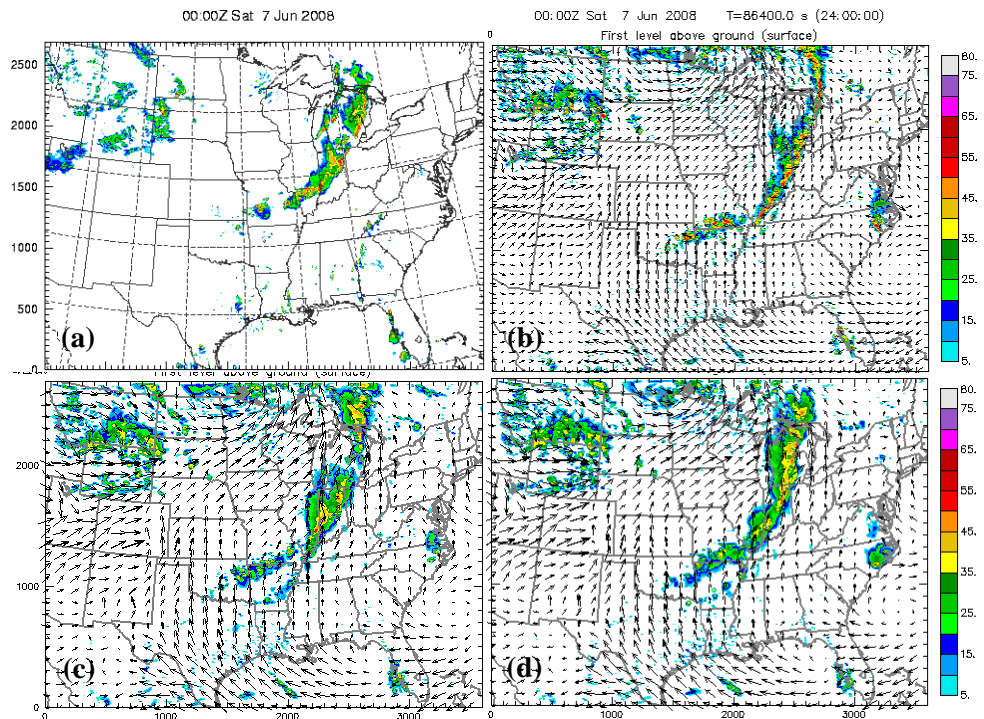 00:00Z Sat 7 Jun 2008
00:00Z Sat 7 Jun 2008 T=86400.0 s (24:00:00)
First level above ground (surface)
0
2500
2000
1500
1000
500
0
(a)
(b)
80.
75.
65.
55.
45.
35.
25.
15.
5.
First level above ground (surface)
2000
1000
0
(c)
(d)
80.
75.
65.
55.
45.
35.
25.
15.
5.
0 1000 2000 3000
0 1000 2000 3000